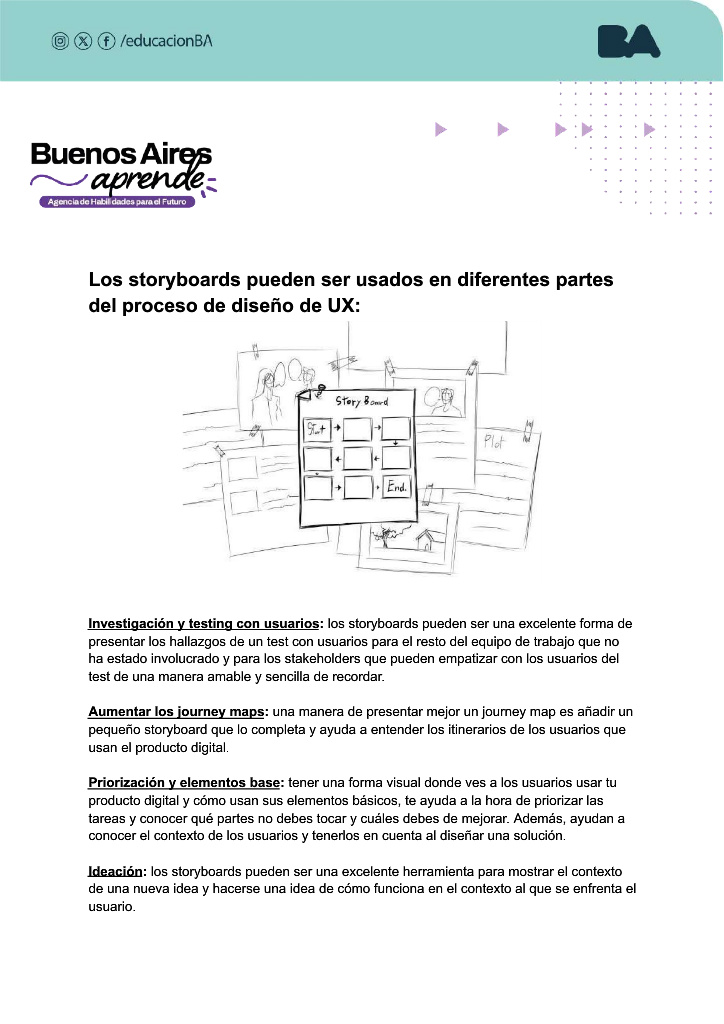 /educacionBA
BA
Buenos Aires
aprende
Agencia de Habilidades para el Futuro
Los storyboards pueden ser usados en diferentes partes
del proceso de diseño de UX:
Story Board
Start
Plot
End.
Investigación y testing con usuarios: los storyboards pueden ser una excelente forma de
presentar los hallazgos de un test con usuarios para el resto del equipo de trabajo que no
ha estado involucrado y para los stakeholders que pueden empatizar con los usuarios del
test de una manera amable y sencilla de recordar.
Aumentar los journey maps: una manera de presentar mejor un journey map es añadir un
pequeño storyboard que lo completa y ayuda a entender los itinerarios de los usuarios que
usan el producto digital.
Priorización y elementos base: tener una forma visual donde ves a los usuarios usar tu
producto digital y cómo usan sus elementos básicos, te ayuda a la hora de priorizar las
tareas y conocer qué partes no debes tocar y cuáles debes de mejorar. Además, ayudan a
conocer el contexto de los usuarios y tenerlos en cuenta al diseñar una solución.
Ideación: los storyboards pueden ser una excelente herramienta para mostrar el contexto
de una nueva idea y hacerse una idea de cómo funciona en el contexto al que se enfrenta el
usuario.